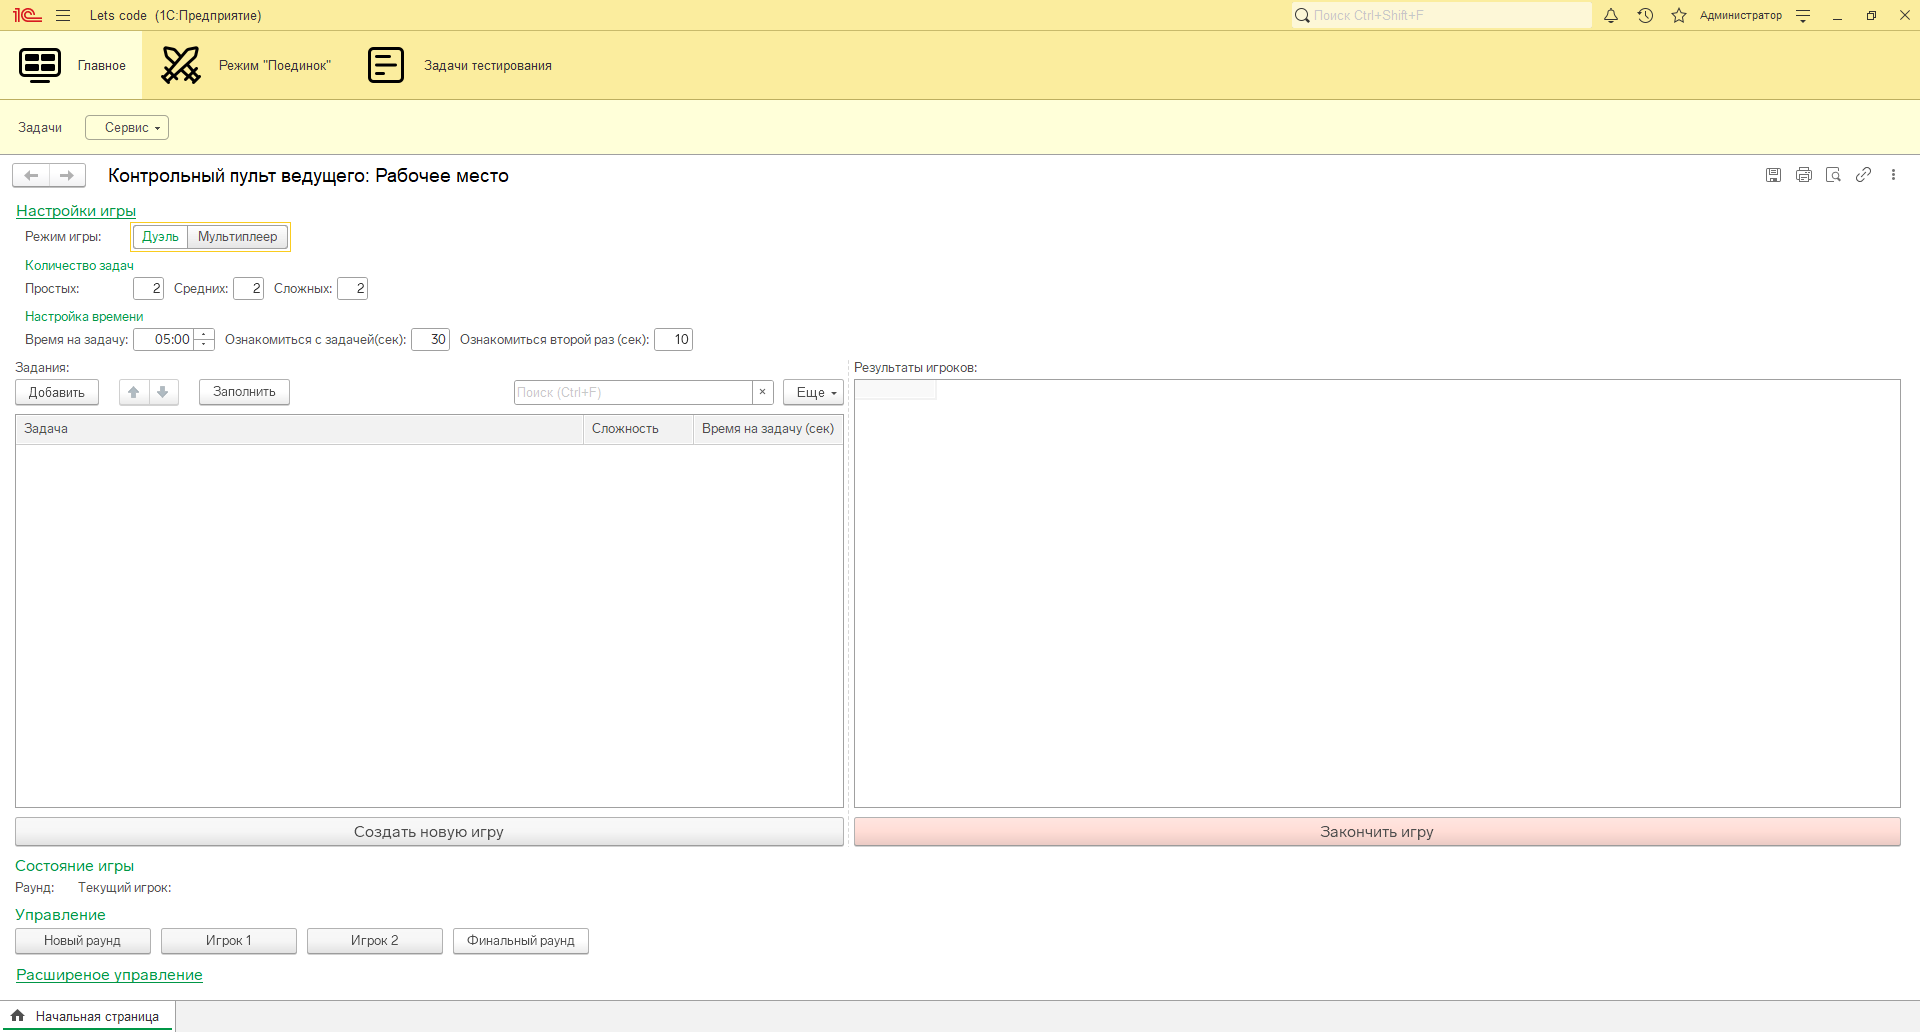 1С Lets code (1С:Предприятие) Поиск Ctrl+Shift+F Администратор
Главное Режим "Поединок" Задачи тестирования
Задачи Сервис
Контрольный пульт ведущего: Рабочее место
Настройки игры
Режим игры: Дуэль Мультиплеер
Количество задач
Простых: 2 Средних: 2 Сложных: 2
Настройка времени
Время на задачу: 05:00 Ознакомиться с задачей(сек): 30 Ознакомиться второй раз (сек): 10
Задания: Результаты игроков:
Добавить Заполнить Поиск (Ctrl+F) × Еще
Задача Сложность Время на задачу (сек)
Создать новую игру Закончить игру
Состояние игры
Раунд: Текущий игрок:
Управление
Новый раунд Игрок 1 Игрок 2 Финальный раунд
Расширеное управление
Начальная страница